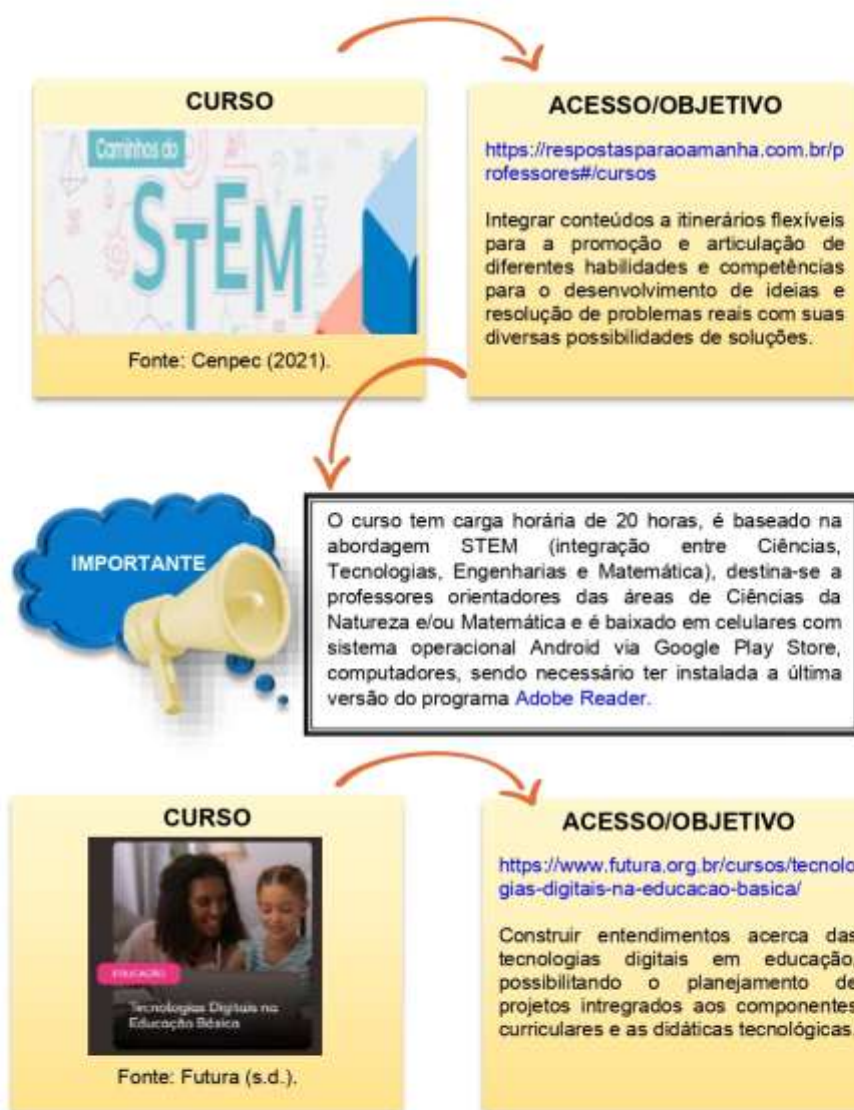 CURSO
Caminhos do
STEM
Fonte: Cenpec (2021).
ACESSO/OBJETIVO
https://respostasparaoamanha.com.br/p
rofessores#/cursos
Integrar conteúdos a itinerários flexíveis
para a promoção e articulação de
diferentes habilidades e competências
para o desenvolvimento de ideias e
resolução de problemas reais com suas
diversas possibilidades de soluções.
IMPORTANTE
O curso tem carga horária de 20 horas, é baseado na
abordagem STEM (integração entre Ciências,
Tecnologias, Engenharias e Matemática), destina-se a
professores orientadores das áreas de Ciências da
Natureza e/ou Matemática e é baixado em celulares com
sistema operacional Android via Google Play Store,
computadores, sendo necessário ter instalada a última
versão do programa Adobe Reader.
CURSO
EDUCAÇÃO
Tecnologias Digitais na
Educação Básica
Fonte: Futura (s.d.).
ACESSO/OBJETIVO
https://www.futura.org.br/cursos/tecnolo
gias-digitais-na-educacao-basica/
Construir entendimentos acerca das
tecnologias digitais em educação,
possibilitando o planejamento de
projetos intregrados aos componentes
curriculares e as didáticas tecnológicas